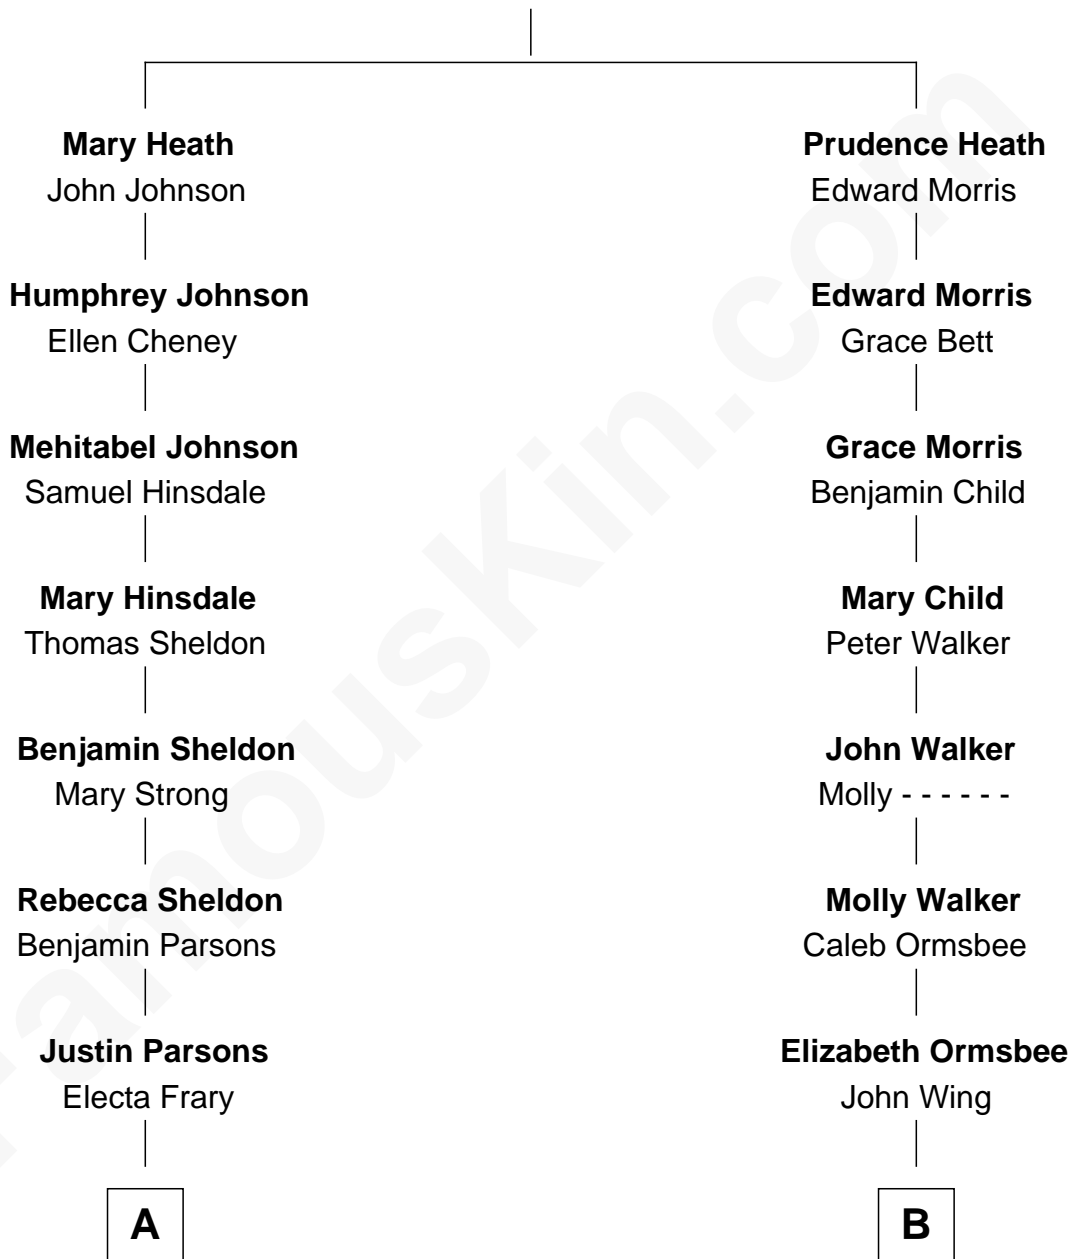 Mary Heath
John Johnson
Prudence Heath
Edward Morris
Humphrey Johnson
Ellen Cheney
Edward Morris
Grace Bett
Mehitabel Johnson
Samuel Hinsdale
Grace Morris
Benjamin Child
Mary Hinsdale
Thomas Sheldon
Mary Child
Peter Walker
Benjamin Sheldon
Mary Strong
John Walker
Molly - - - - - -
Rebecca Sheldon
Benjamin Parsons
Molly Walker
Caleb Ormsbee
Justin Parsons
Electa Frary
Elizabeth Ormsbee
John Wing
A
B
FamousKin.com